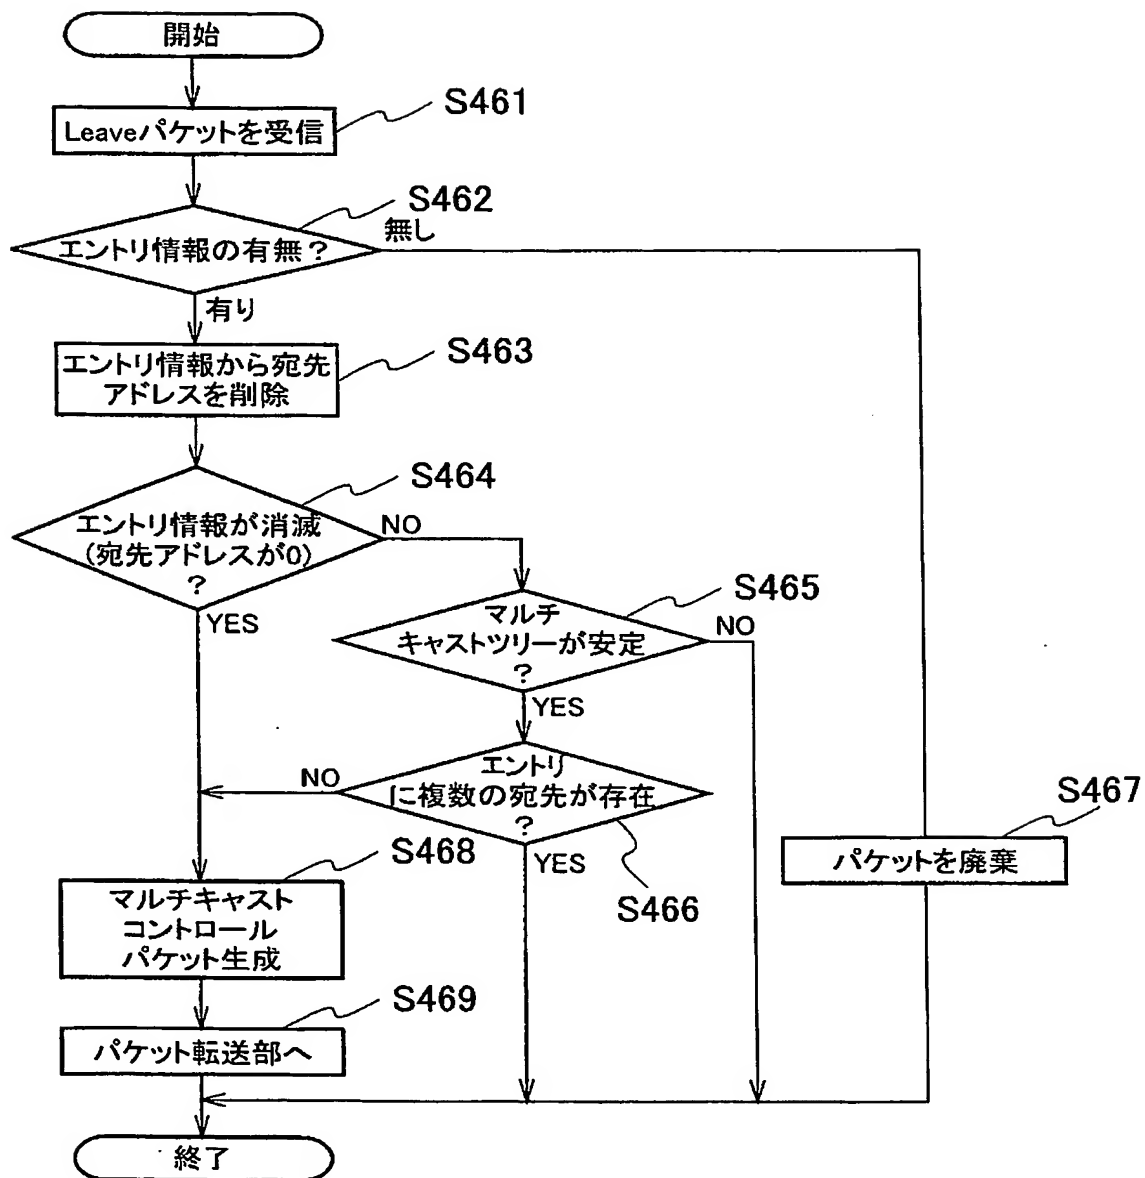 開始
S461
Leaveパケットを受信
S462
エントリ情報の有無?
無し
有り
S463
エントリ情報から宛先
アドレスを削除
S464
エントリ情報が消滅
(宛先アドレスが0)
?
NO
YES
S465
マルチ
キャストツリーが安定
?
NO
YES
エントリ
に複数の宛先が存在
?
NO
YES
S466
S467
パケットを廃棄
S468
マルチキャスト
コントロール
パケット生成
S469
パケット転送部へ
終了